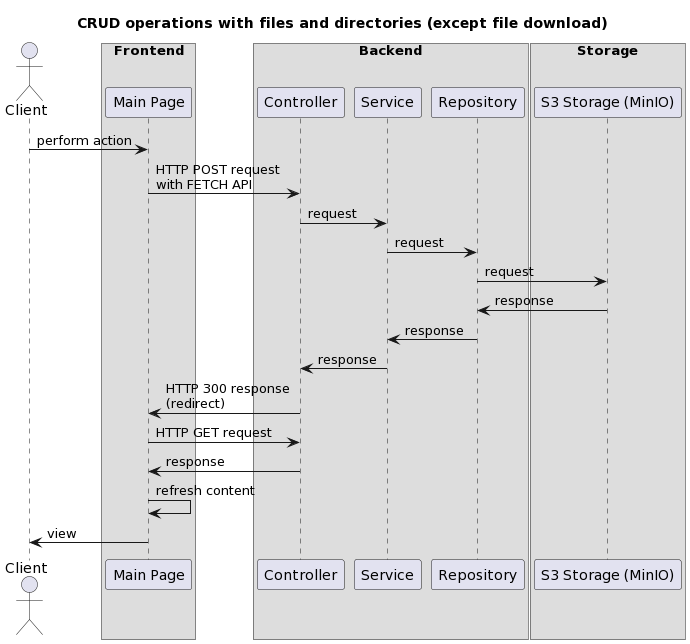 CRUD operations with files and directories (except file download)
Frontend
Backend
Storage
Client
Main Page
Controller
Service
Repository
S3 Storage (MinIO)
perform action
HTTP POST request
with FETCH API
request
request
request
response
response
response
HTTP 300 response
(redirect)
HTTP GET request
response
refresh content
view
Client
Main Page
Controller
Service
Repository
S3 Storage (MinIO)